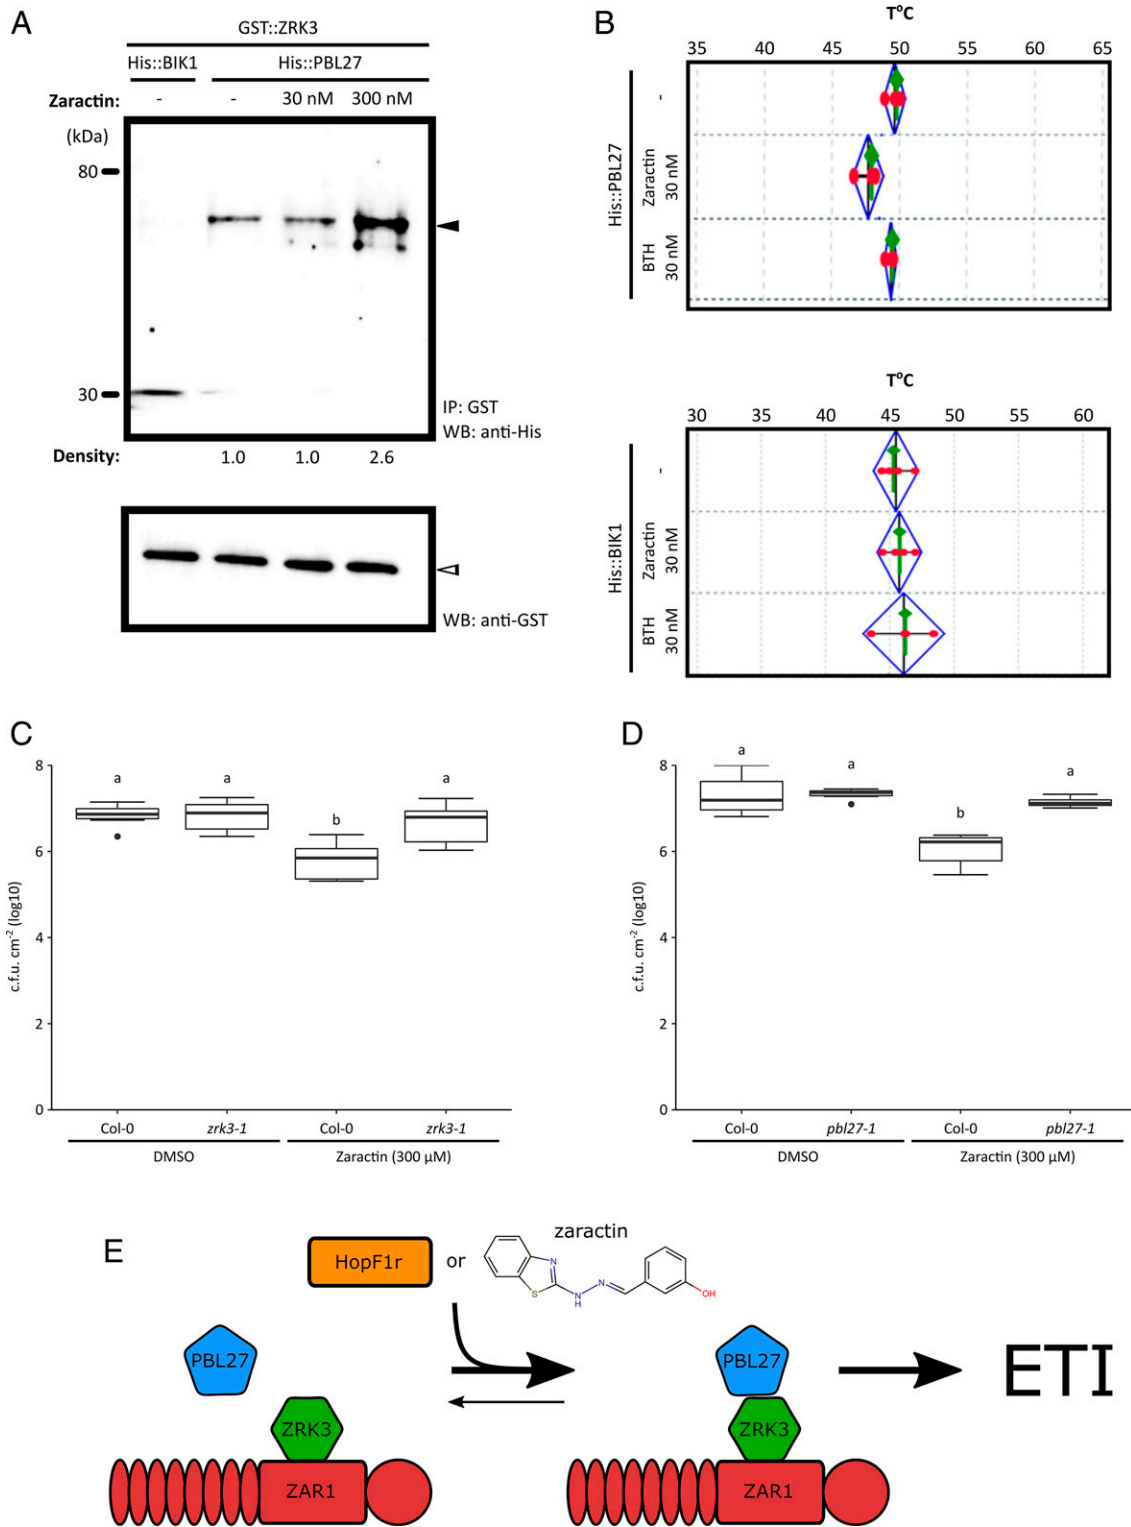 A
GST::ZRK3
His::BIK1 His::PBL27
Zaractin: - - 30 nM 300 nM
(kDa)
80
30
IP: GST
WB: anti-His
Density: 1.0 1.0 2.6
WB: anti-GST
B
T°C
35 40 45 50 55 60 65
His::PBL27
-
Zaractin
30 nM
BTH
30 nM
T°C
30 35 40 45 50 55 60
His::BIK1
-
Zaractin
30 nM
BTH
30 nM
C
c.f.u. cm⁻² (log10)
8
6
4
2
0
a a b a
Col-0 zrk3-1 Col-0 zrk3-1
DMSO Zaractin (300 µM)
D
c.f.u. cm⁻² (log10)
8
6
4
2
0
a a b a
Col-0 pbl27-1 Col-0 pbl27-1
DMSO Zaractin (300 µM)
E
zaractin
HopF1r or
N
S
N
H
N
OH
PBL27
ZRK3
ZAR1
PBL27
ZRK3
ZAR1
ETI